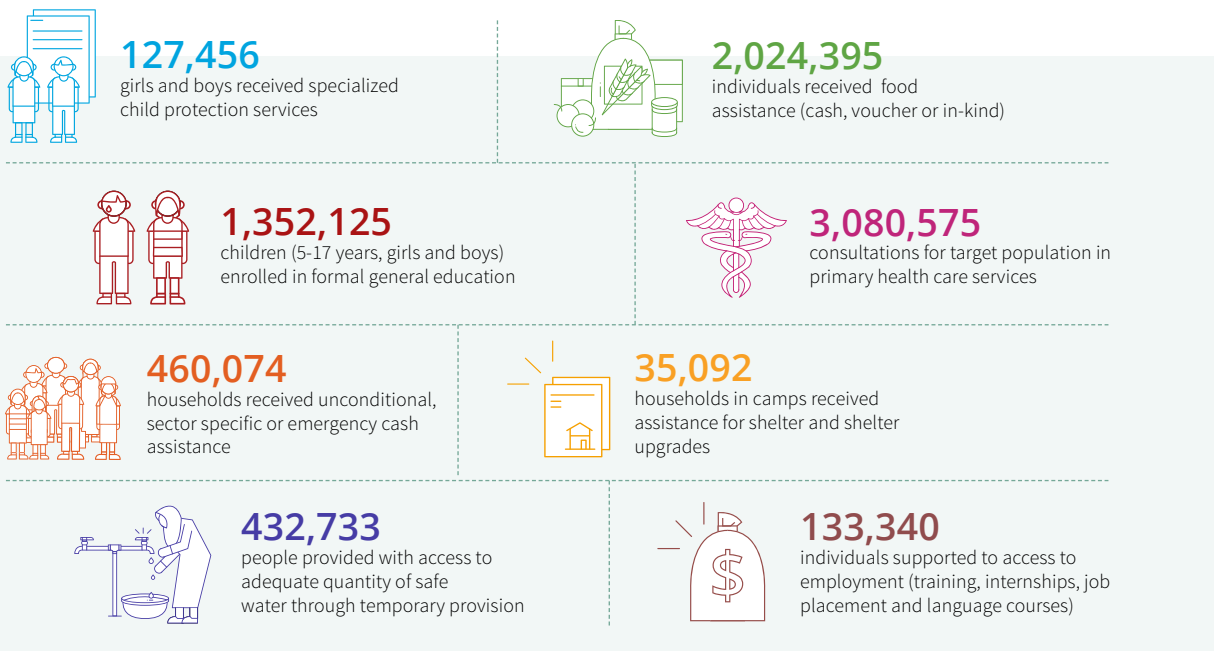 127,456
girls and boys received specialized
child protection services
2,024,395
individuals received food
assistance (cash, voucher or in-kind)
1,352,125
children (5-17 years, girls and boys)
enrolled in formal general education
3,080,575
consultations for target population in
primary health care services
460,074
households received unconditional,
sector specific or emergency cash
assistance
35,092
households in camps received
assistance for shelter and shelter
upgrades
432,733
people provided with access to
adequate quantity of safe
water through temporary provision
$
133,340
individuals supported to access to
employment (training, internships, job
placement and language courses)